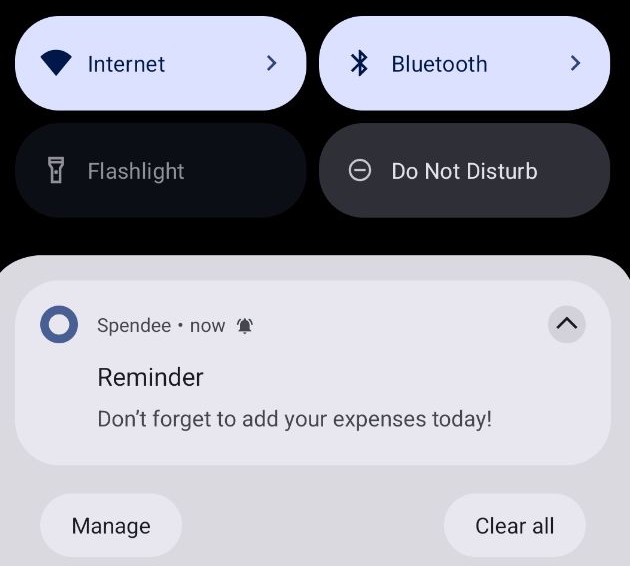 Internet
Bluetooth
Flashlight
Do Not Disturb
Spendee • now
Reminder
Don’t forget to add your expenses today!
Manage
Clear all